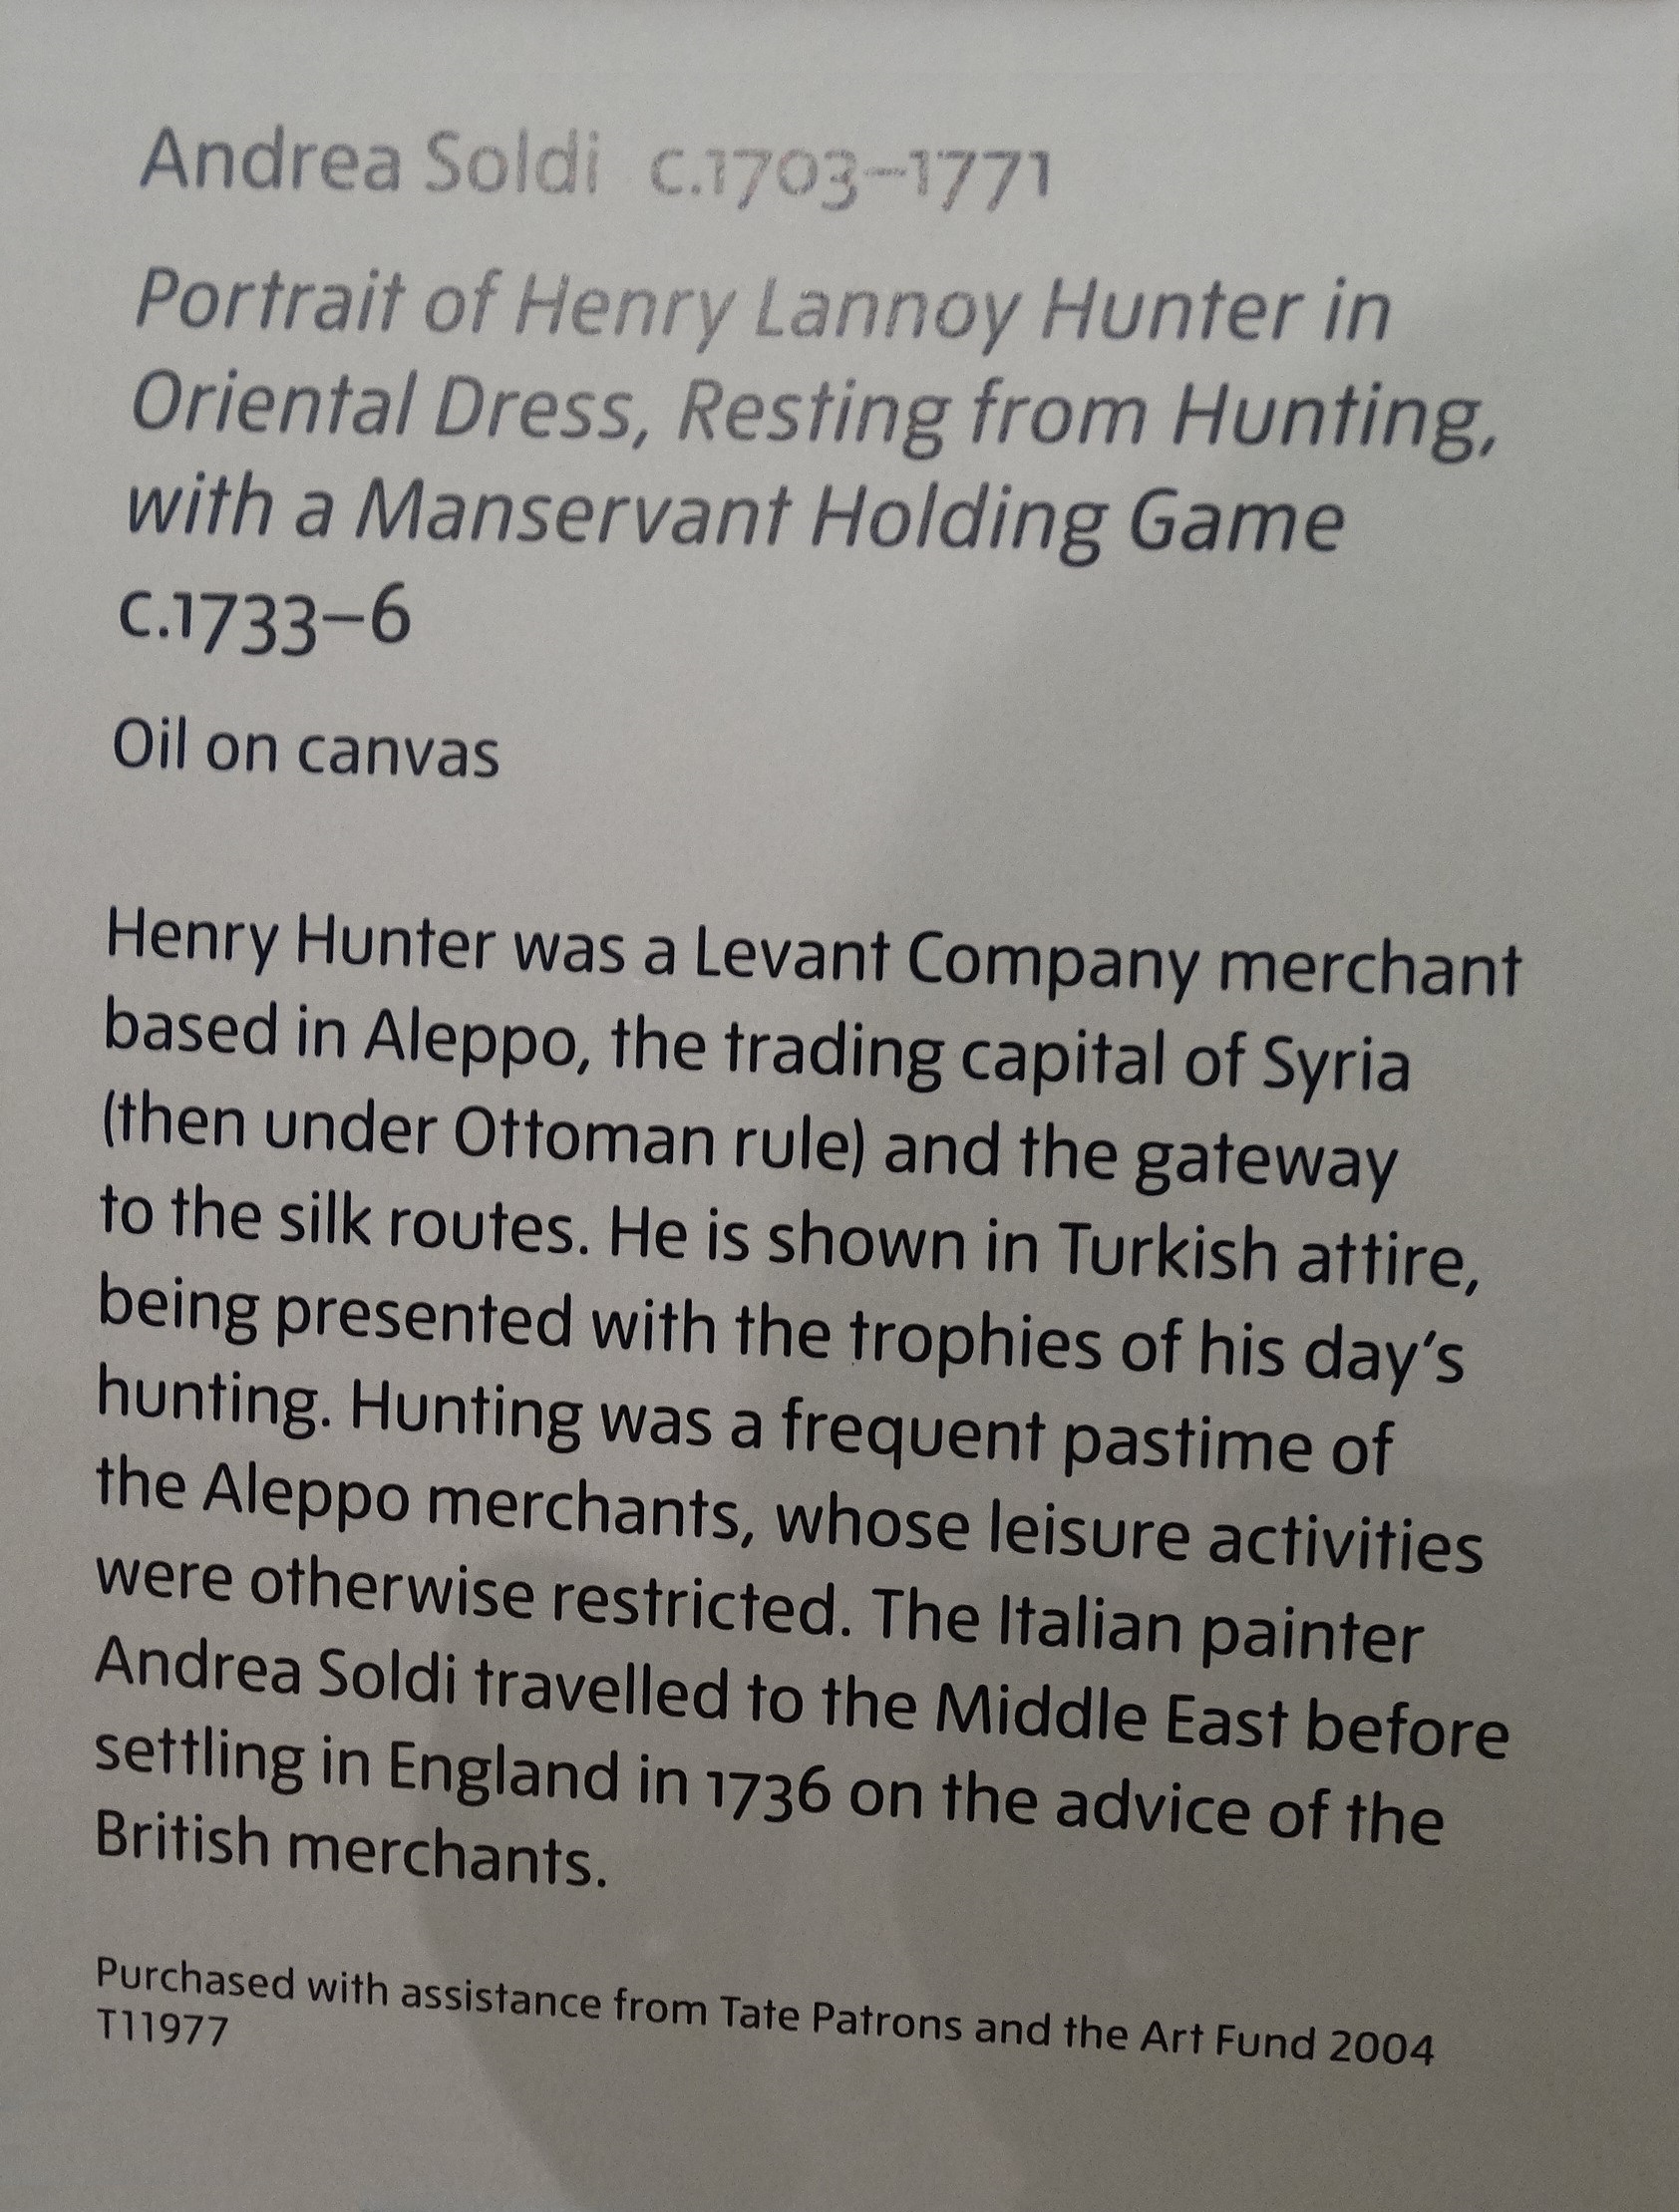 Andrea Soldi c.1703–1771
Portrait of Henry Lannoy Hunter in
Oriental Dress, Resting from Hunting,
with a Manservant Holding Game
c.1733–6
Oil on canvas
Henry Hunter was a Levant Company merchant
based in Aleppo, the trading capital of Syria
(then under Ottoman rule) and the gateway
to the silk routes. He is shown in Turkish attire,
being presented with the trophies of his day’s
hunting. Hunting was a frequent pastime of
the Aleppo merchants, whose leisure activities
were otherwise restricted. The Italian painter
Andrea Soldi travelled to the Middle East before
settling in England in 1736 on the advice of the
British merchants.
Purchased with assistance from Tate Patrons and the Art Fund 2004
T11977